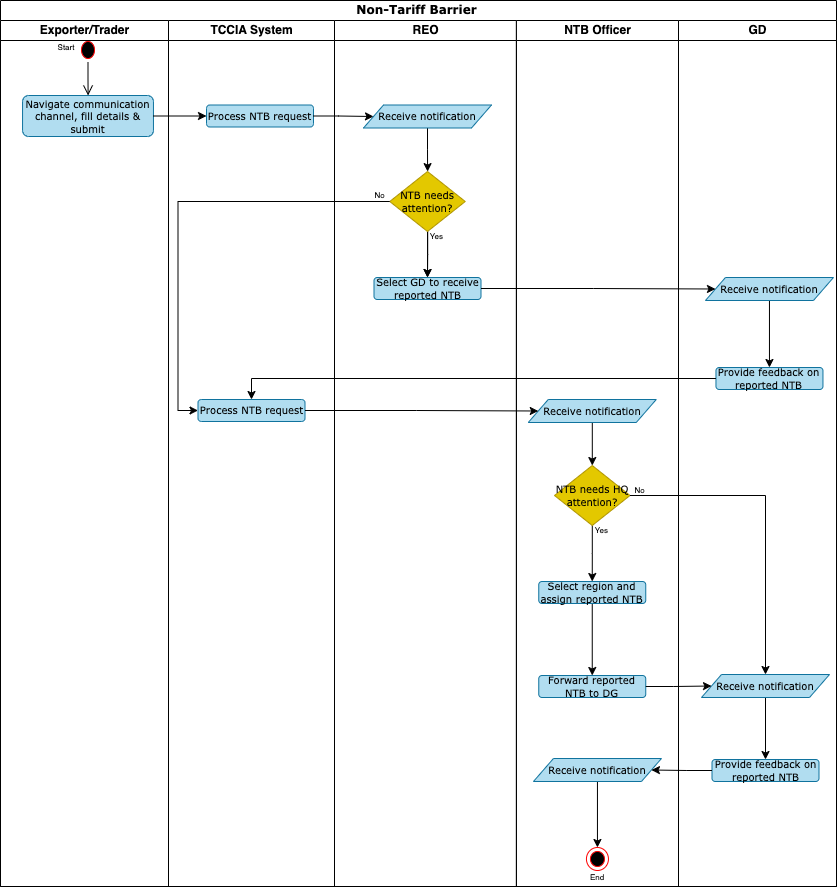 Non-Tariff Barrier
Exporter/Trader
TCCIA System
REO
NTB Officer
GD
Start
Navigate communication
channel, fill details &
submit
Process NTB request
Receive notification
NTB needs
attention?
No
Yes
Select GD to receive
reported NTB
Receive notification
Provide feedback on
reported NTB
Process NTB request
Receive notification
NTB needs HQ
attention?
No
Yes
Select region and
assign reported NTB
Forward reported
NTB to DG
Receive notification
Provide feedback on
reported NTB
Receive notification
End